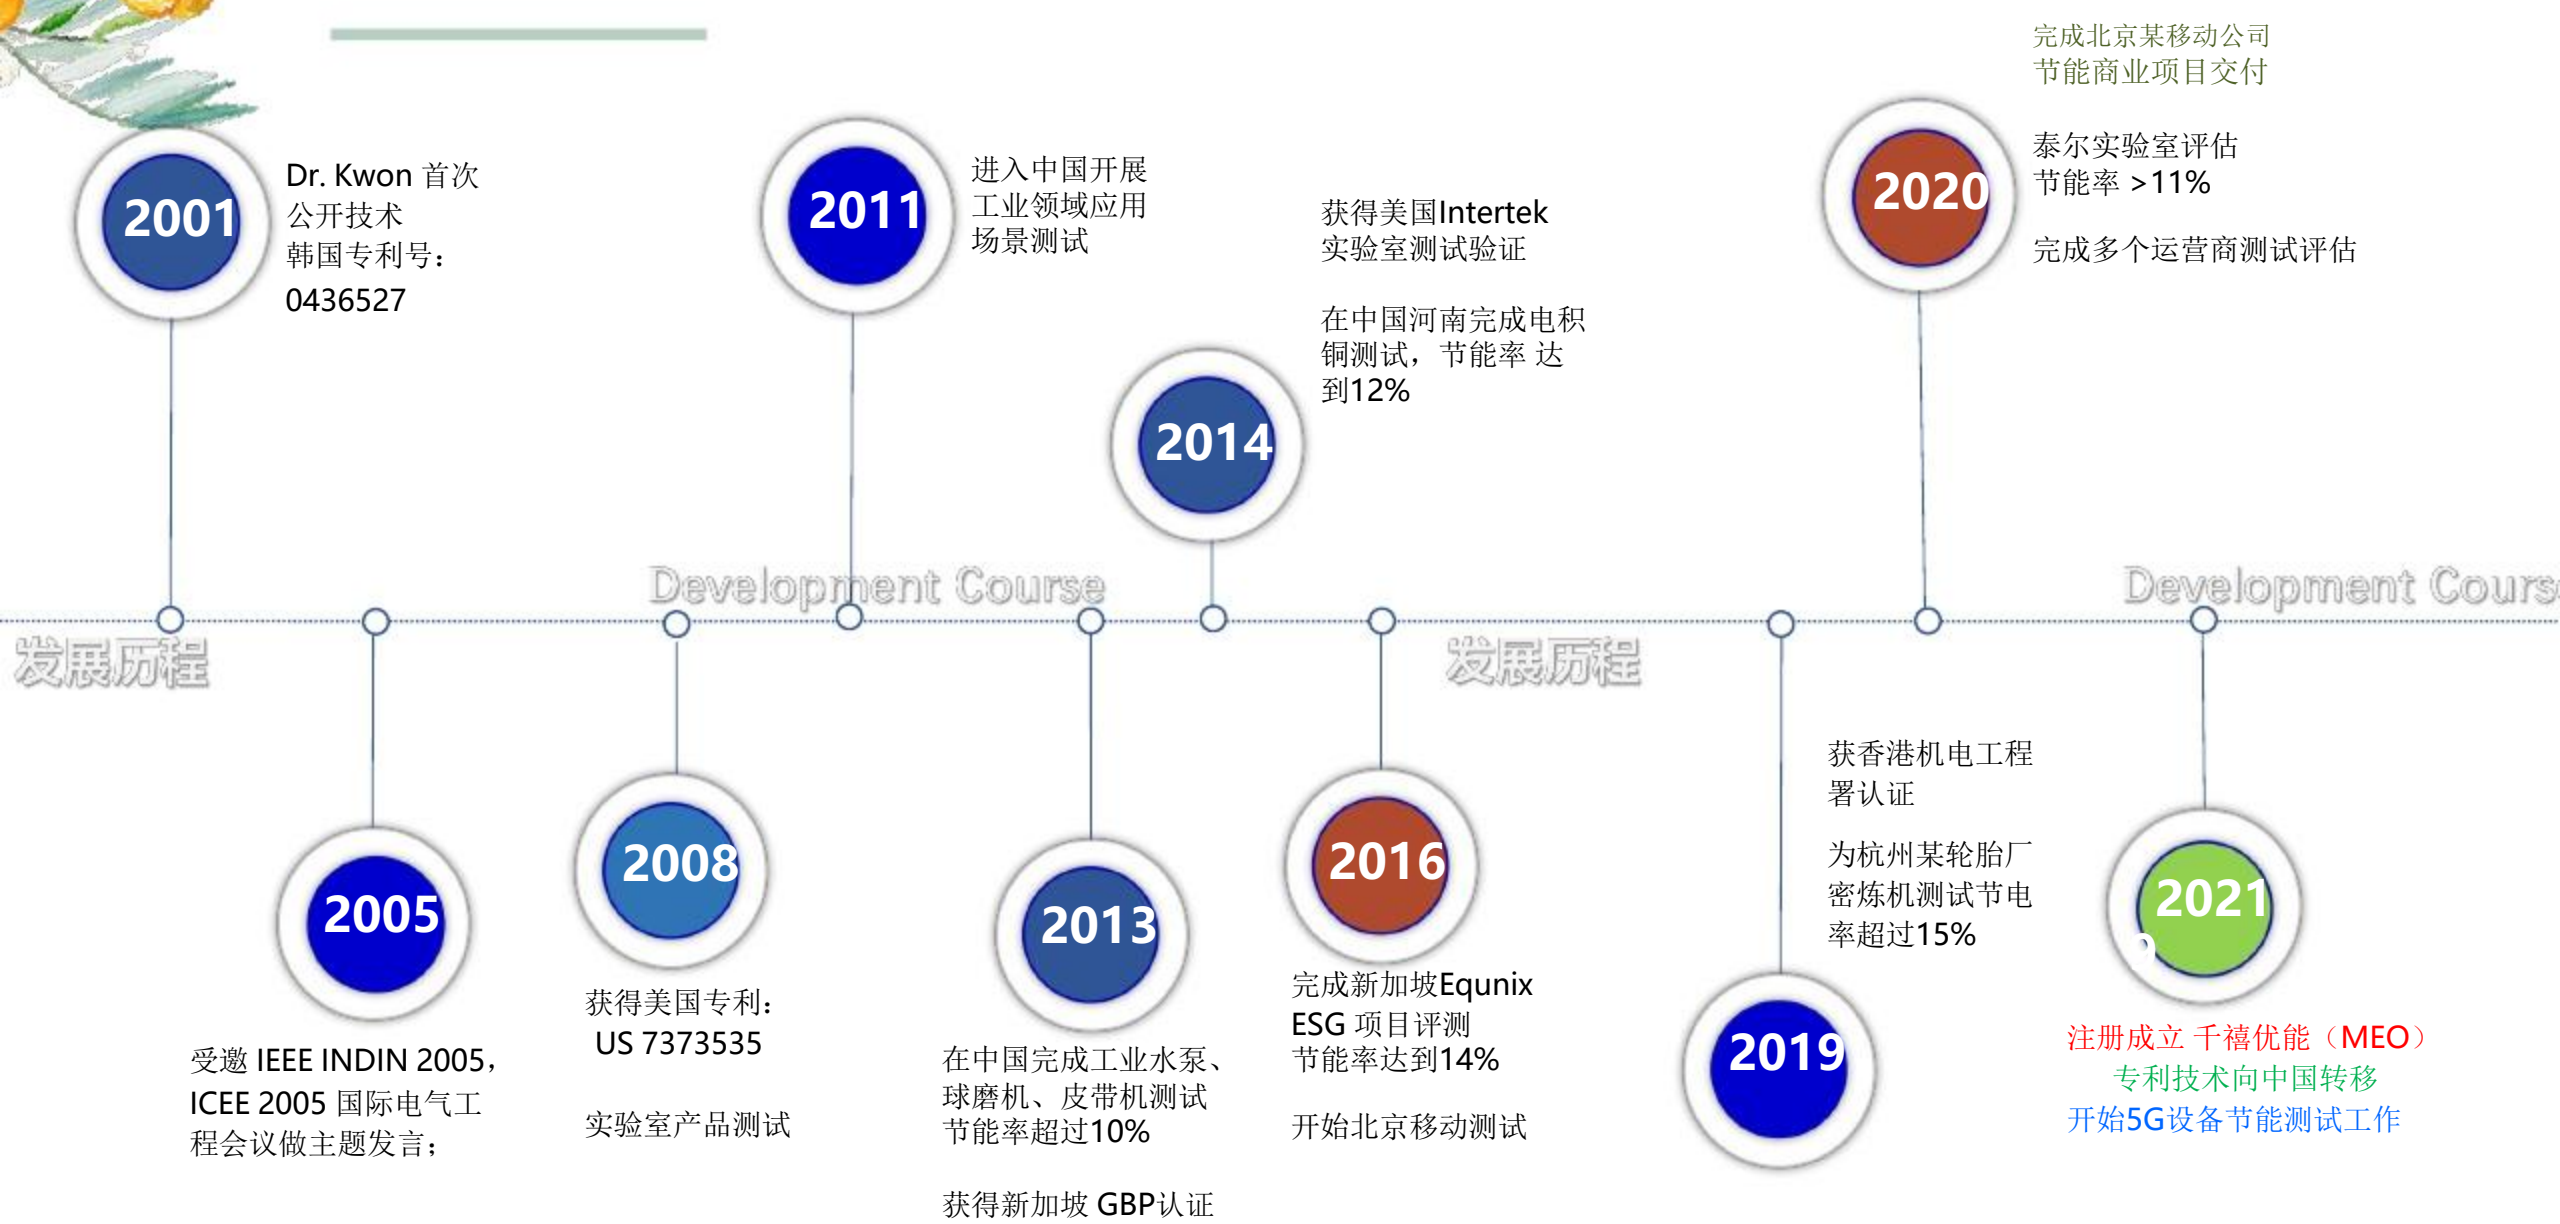 2001
Dr. Kwon 首次
公开技术
韩国专利号：
0436527
2011
进入中国开展
工业领域应用
场景测试
2014
获得美国Intertek
实验室测试验证
在中国河南完成电积
铜测试，节能率 达
到12%
2020
完成北京某移动公司
节能商业项目交付
泰尔实验室评估
节能率 >11%
完成多个运营商测试评估
Development Course
Development Cours
发展历程
发展历程
2005
受邀 IEEE INDIN 2005，
ICEE 2005 国际电气工
程会议做主题发言；
2008
获得美国专利：
US 7373535
实验室产品测试
2013
在中国完成工业水泵、
球磨机、皮带机测试
节能率超过10%
获得新加坡 GBP认证
2016
完成新加坡Equnix
ESG 项目评测
节能率达到14%
开始北京移动测试
2019
获香港机电工程
署认证
为杭州某轮胎厂
密炼机测试节电
率超过15%
2021
9
注册成立 千禧优能（MEO）
专利技术向中国转移
开始5G设备节能测试工作